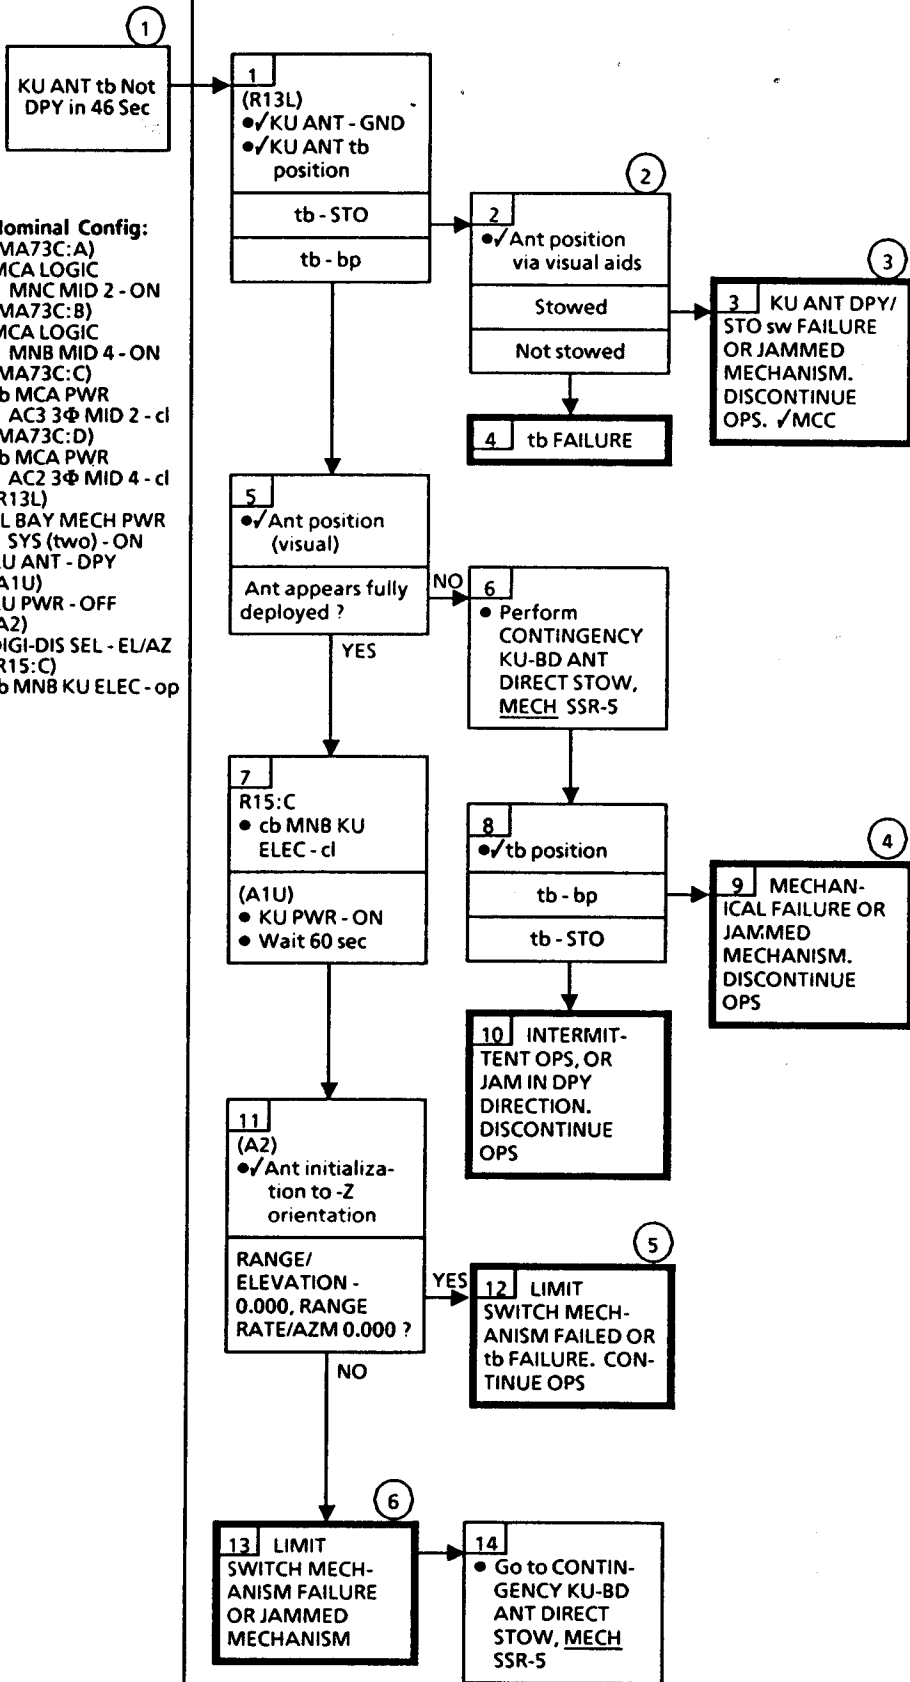 1
KU ANT tb Not
DPY in 46 Sec
Nominal Config:
MA73C:A)
MCA LOGIC
MNC MID 2 - ON
MA73C:B)
MCA LOGIC
MNB MID 4 - ON
MA73C:C)
b MCA PWR
AC3 3Φ MID 2 - cl
MA73C:D)
b MCA PWR
AC2 3Φ MID 4 - cl
R13L)
L BAY MECH PWR
SYS (two) - ON
U ANT - DPY
A1U)
U PWR - OFF
A2)
DIGI-DIS SEL - EL/AZ
R15:C)
b MNB KU ELEC - op
1
(R13L)
●✓KU ANT - GND
●✓KU ANT tb
position
tb - STO
tb - bp
2
2
●✓Ant position
via visual aids
Stowed
Not stowed
3
3 KU ANT DPY/
STO sw FAILURE
OR JAMMED
MECHANISM.
DISCONTINUE
OPS. ✓MCC
4 tb FAILURE
5
●✓Ant position
(visual)
Ant appears fully
deployed ?
NO
YES
6
● Perform
CONTINGENCY
KU-BD ANT
DIRECT STOW,
MECH SSR-5
7
R15:C
● cb MNB KU
ELEC - cl
(A1U)
● KU PWR - ON
● Wait 60 sec
8
●✓tb position
tb - bp
tb - STO
4
9 MECHAN-
ICAL FAILURE OR
JAMMED
MECHANISM.
DISCONTINUE
OPS
10 INTERMIT-
TENT OPS, OR
JAM IN DPY
DIRECTION.
DISCONTINUE
OPS
11
(A2)
●✓Ant initializa-
tion to -Z
orientation
RANGE/
ELEVATION -
0.000, RANGE
RATE/AZM 0.000 ?
YES
NO
5
12 LIMIT
SWITCH MECH-
ANISM FAILED OR
tb FAILURE. CON-
TINUE OPS
6
13 LIMIT
SWITCH MECH-
ANISM FAILURE
OR JAMMED
MECHANISM
14
● Go to CONTIN-
GENCY KU-BD
ANT DIRECT
STOW, MECH
SSR-5